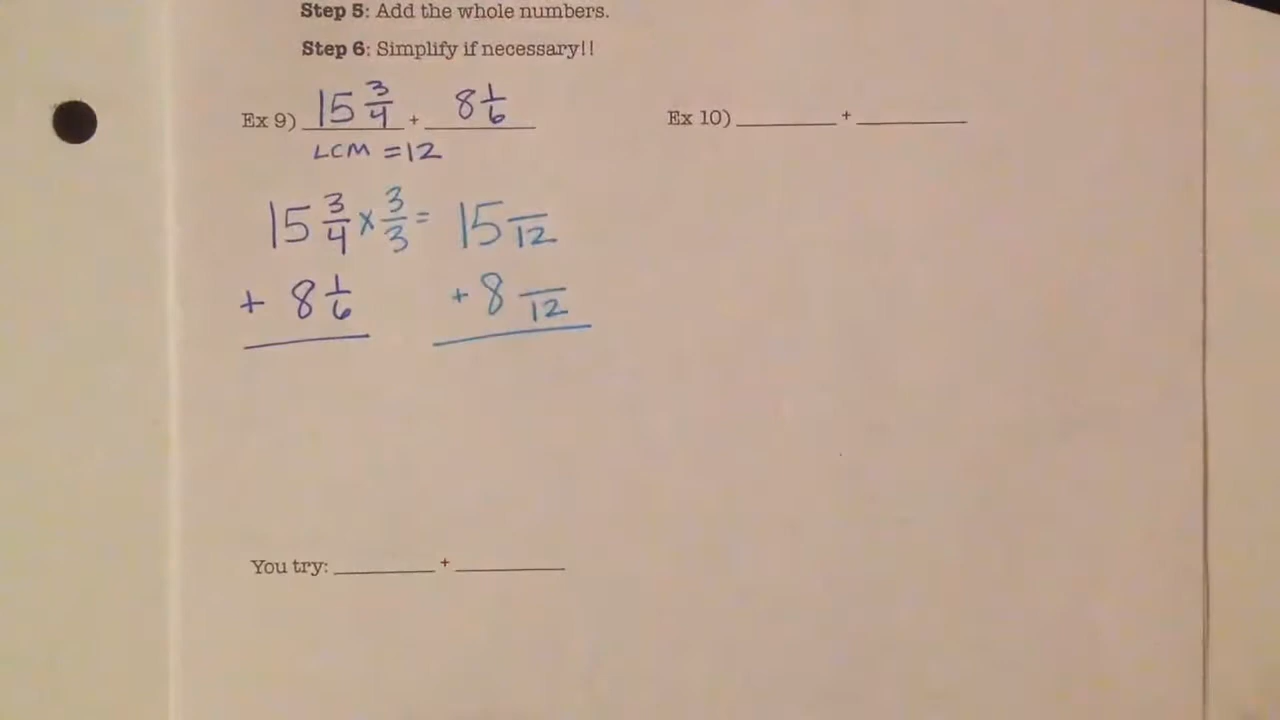 Step 5: Add the whole numbers.
Step 6: Simplify if necessary!!
Ex 9) 15 3/4 + 8 1/6
LCM = 12
15 3/4 x 3/3 = 15 __/12
+ 8 1/6 + 8 __/12
Ex 10) ________ + ________
You try: ________ + ________